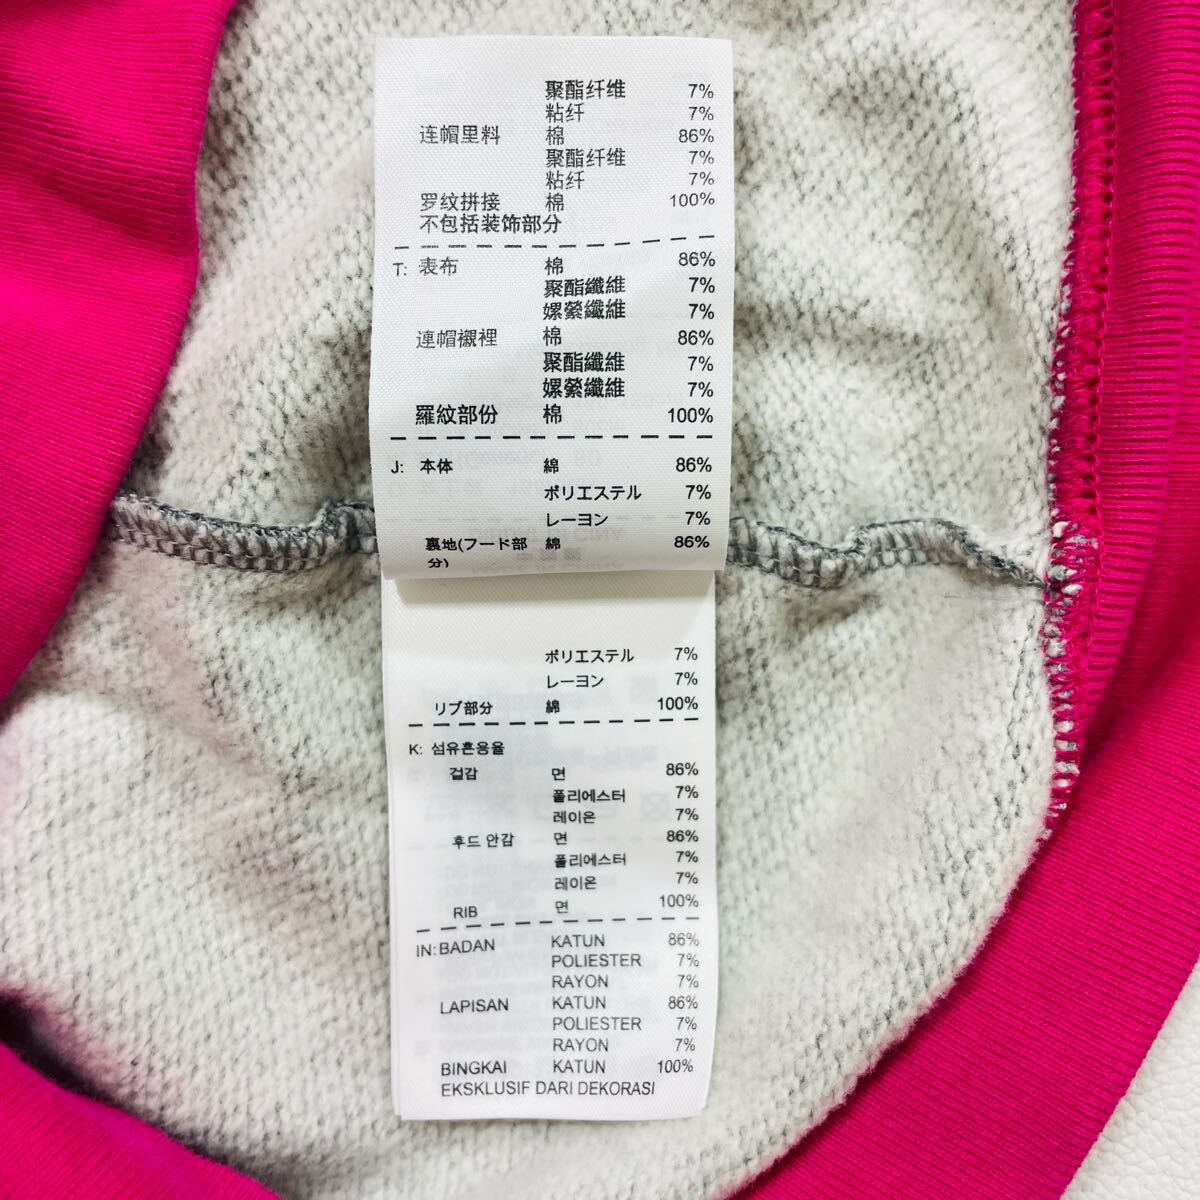 聚酯纤维 7%
粘纤 7%
连帽里料 棉 86%
聚酯纤维 7%
粘纤 7%
罗纹拼接 棉 100%
不包括装饰部分
T: 表布 棉 86%
聚酯纖維 7%
嫘縈纖維 7%
連帽襯裡 棉 86%
聚酯纖維 7%
嫘縈纖維 7%
羅紋部份 棉 100%
J: 本体 綿 86%
ポリエステル 7%
レーヨン 7%
裏地(フード部 綿 86%
分)
ポリエステル 7%
レーヨン 7%
リブ部分 綿 100%
K: 섬유혼용율
겉감 면 86%
폴리에스터 7%
레이온 7%
후드 안감 면 86%
폴리에스터 7%
레이온 7%
RIB 면 100%
IN: BADAN KATUN 86%
POLIESTER 7%
RAYON 7%
LAPISAN KATUN 86%
POLIESTER 7%
RAYON 7%
BINGKAI KATUN 100%
EKSKLUSIF DARI DEKORASI